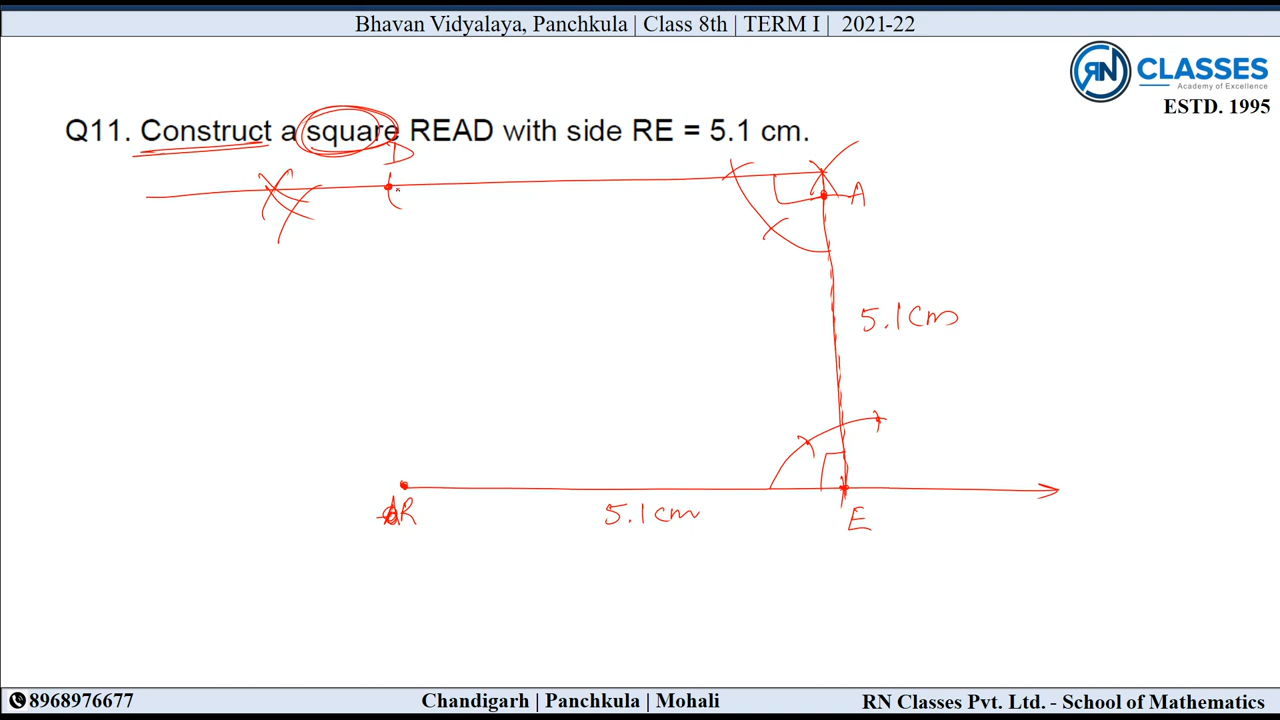 Bhavan Vidyalaya, Panchkula | Class 8th | TERM I | 2021-22
RN CLASSES
Academy of Excellence
ESTD. 1995
Q11. Construct a square READ with side RE = 5.1 cm.
D
A
5.1cm
R
5.1cm
E
8968976677
Chandigarh | Panchkula | Mohali
RN Classes Pvt. Ltd. - School of Mathematics